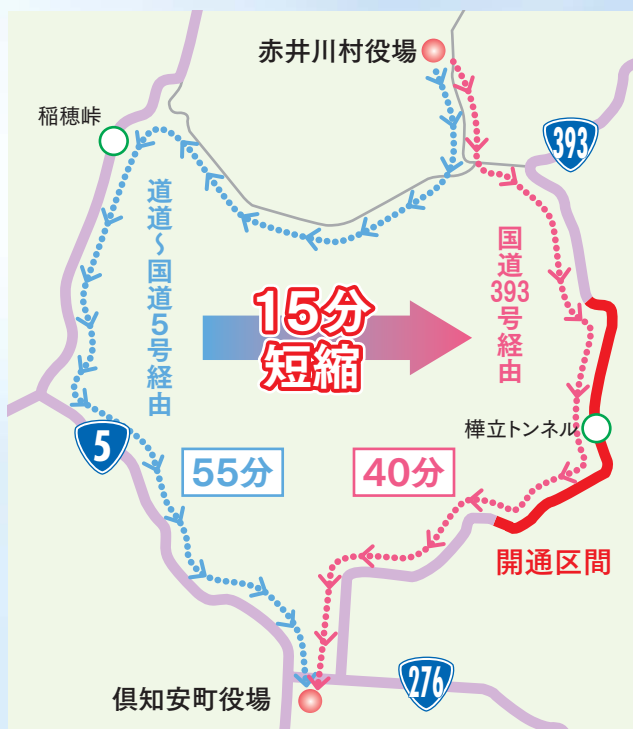 赤井川村役場
稲穂峠
393
道道～国道5号経由
国道393号経由
15分
短縮
樺立トンネル
5
55分
40分
開通区間
倶知安町役場
276